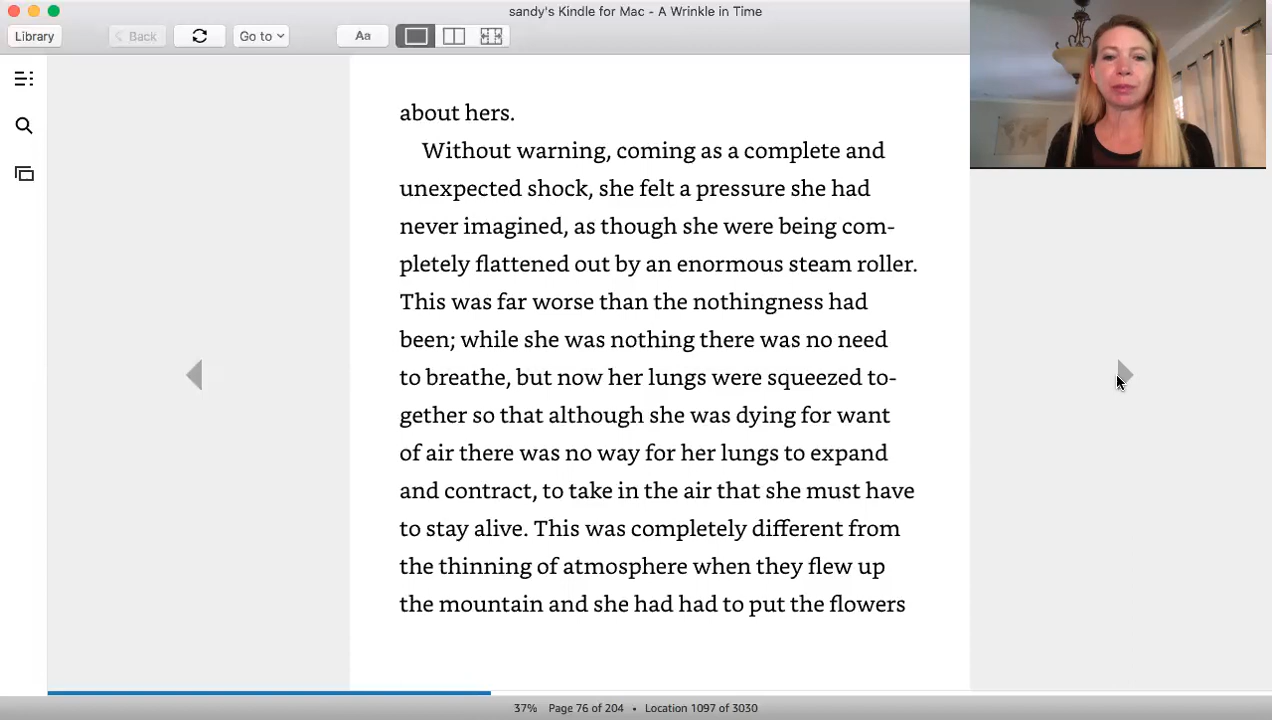 sandy's Kindle for Mac - A Wrinkle in Time
Library
Back
Go to
Aa
about hers.
Without warning, coming as a complete and
unexpected shock, she felt a pressure she had
never imagined, as though she were being com-
pletely flattened out by an enormous steam roller.
This was far worse than the nothingness had
been; while she was nothing there was no need
to breathe, but now her lungs were squeezed to-
gether so that although she was dying for want
of air there was no way for her lungs to expand
and contract, to take in the air that she must have
to stay alive. This was completely different from
the thinning of atmosphere when they flew up
the mountain and she had had to put the flowers
37% Page 76 of 204 • Location 1097 of 3030